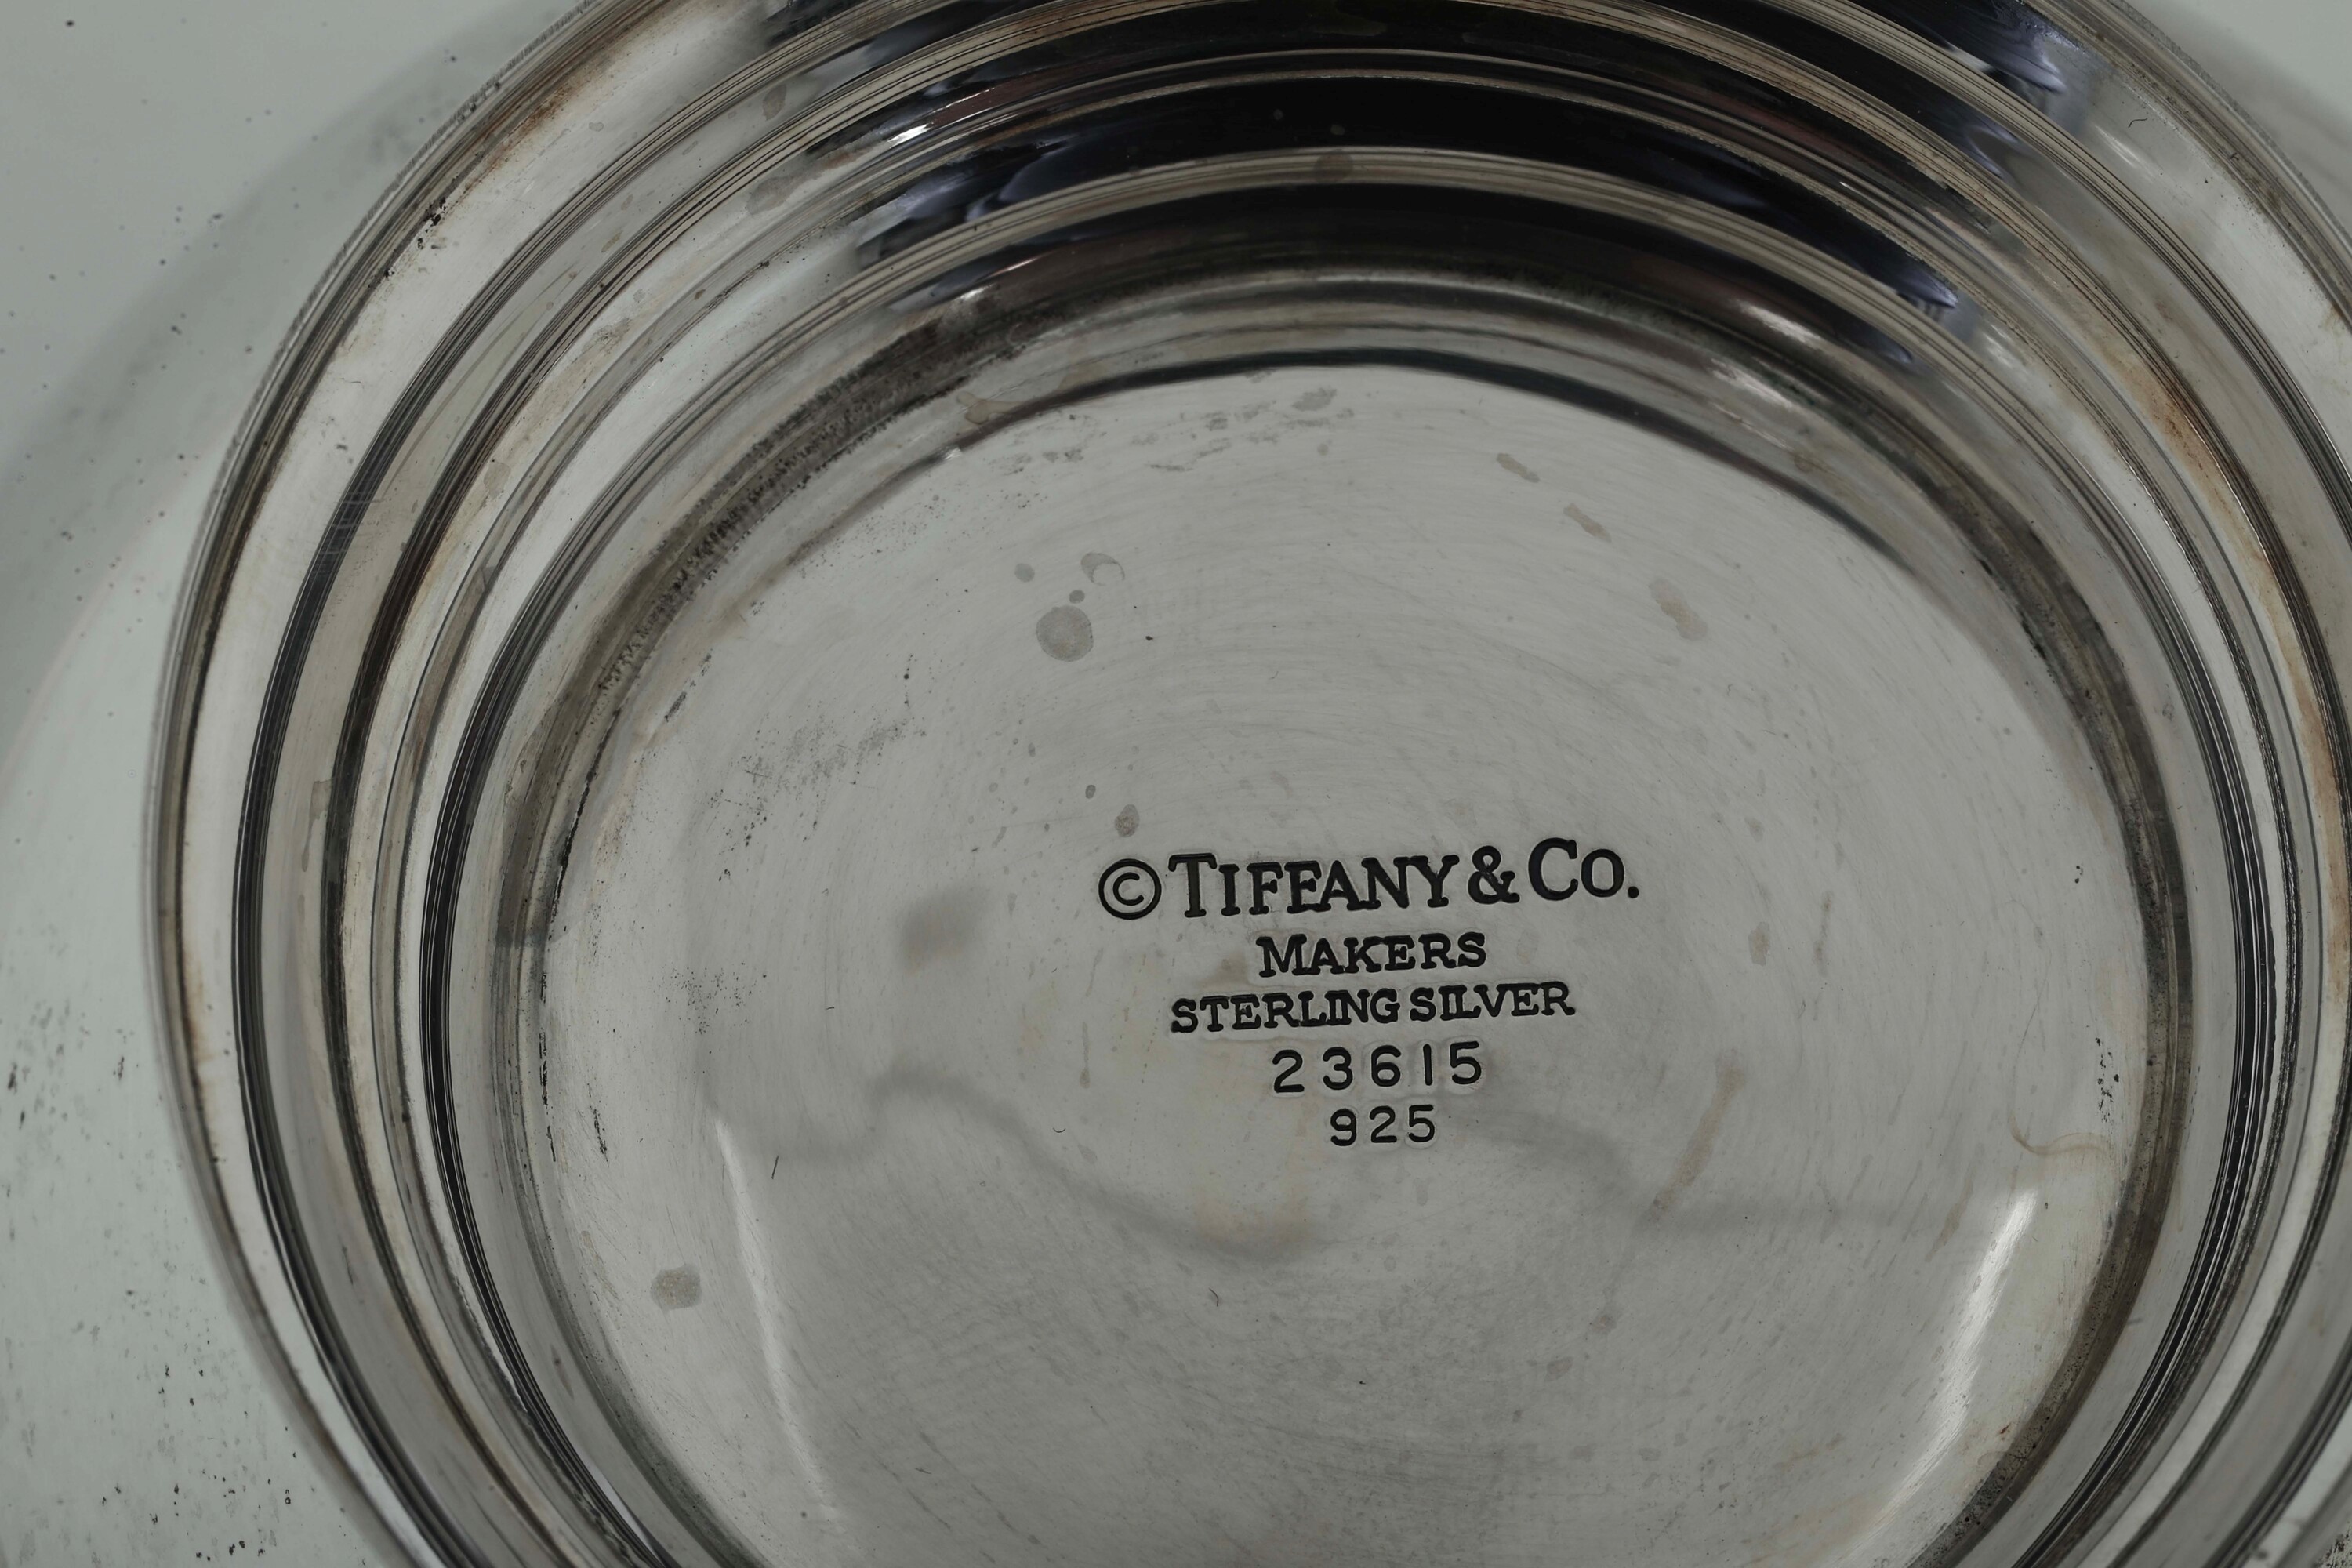 ©TIFFANY & CO.
MAKERS
STERLING SILVER
23615
925